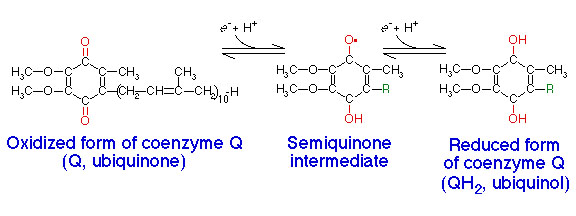 e⁻+ H⁺
e⁻+ H⁺
O
O•
OH
H₃C—O
CH₃
CH₃
H₃C—O
CH₃
H₃C—O
CH₃
H₃C—O
(CH₂—CH=C—CH₂)₁₀-H
H₃C—O
R
H₃C—O
R
O
OH
OH
Oxidized form of coenzyme Q
(Q, ubiquinone)
Semiquinone
intermediate
Reduced form
of coenzyme Q
(QH₂, ubiquinol)